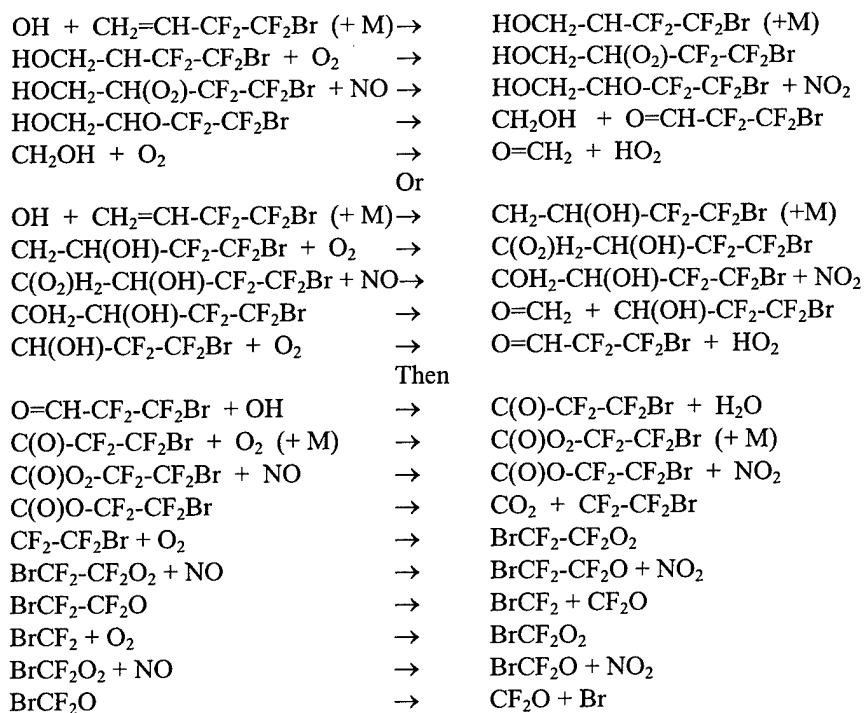 OH + CH₂=CH-CF₂-CF₂Br (+ M) → HOCH₂-CH-CF₂-CF₂Br (+M)
HOCH₂-CH-CF₂-CF₂Br + O₂ → HOCH₂-CH(O₂)-CF₂-CF₂Br
HOCH₂-CH(O₂)-CF₂-CF₂Br + NO → HOCH₂-CHO-CF₂-CF₂Br + NO₂
HOCH₂-CHO-CF₂-CF₂Br → CH₂OH + O=CH-CF₂-CF₂Br
CH₂OH + O₂ → O=CH₂ + HO₂
Or
OH + CH₂=CH-CF₂-CF₂Br (+ M) → CH₂-CH(OH)-CF₂-CF₂Br (+M)
CH₂-CH(OH)-CF₂-CF₂Br + O₂ → C(O₂)H₂-CH(OH)-CF₂-CF₂Br
C(O₂)H₂-CH(OH)-CF₂-CF₂Br + NO → COH₂-CH(OH)-CF₂-CF₂Br + NO₂
COH₂-CH(OH)-CF₂-CF₂Br → O=CH₂ + CH(OH)-CF₂-CF₂Br
CH(OH)-CF₂-CF₂Br + O₂ → O=CH-CF₂-CF₂Br + HO₂
Then
O=CH-CF₂-CF₂Br + OH → C(O)-CF₂-CF₂Br + H₂O
C(O)-CF₂-CF₂Br + O₂ (+ M) → C(O)O₂-CF₂-CF₂Br (+ M)
C(O)O₂-CF₂-CF₂Br + NO → C(O)O-CF₂-CF₂Br + NO₂
C(O)O-CF₂-CF₂Br → CO₂ + CF₂-CF₂Br
CF₂-CF₂Br + O₂ → BrCF₂-CF₂O₂
BrCF₂-CF₂O₂ + NO → BrCF₂-CF₂O + NO₂
BrCF₂-CF₂O → BrCF₂ + CF₂O
BrCF₂ + O₂ → BrCF₂O₂
BrCF₂O₂ + NO → BrCF₂O + NO₂
BrCF₂O → CF₂O + Br